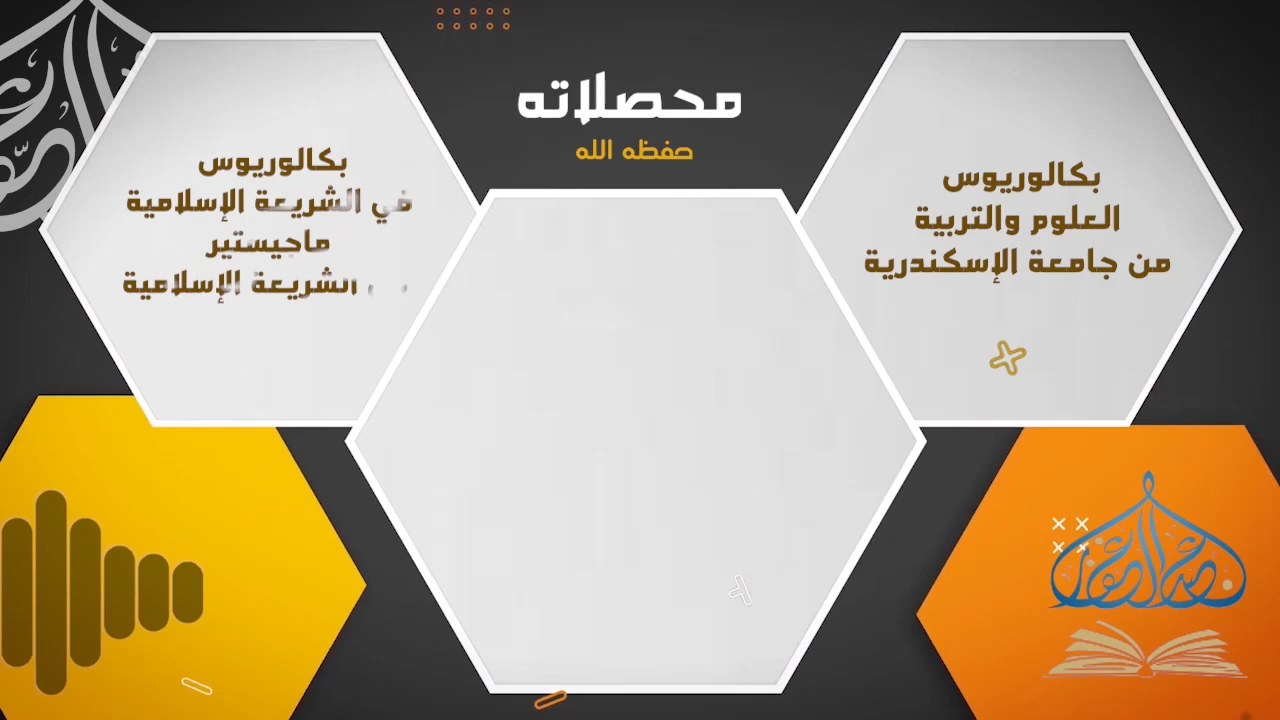 محصلاته
حفظه الله
بكالوريوس
العلوم والتربية
من جامعة الإسكندرية
بكالوريوس
في الشريعة الإسلامية
ماجيستير
الشريعة الإسلامية